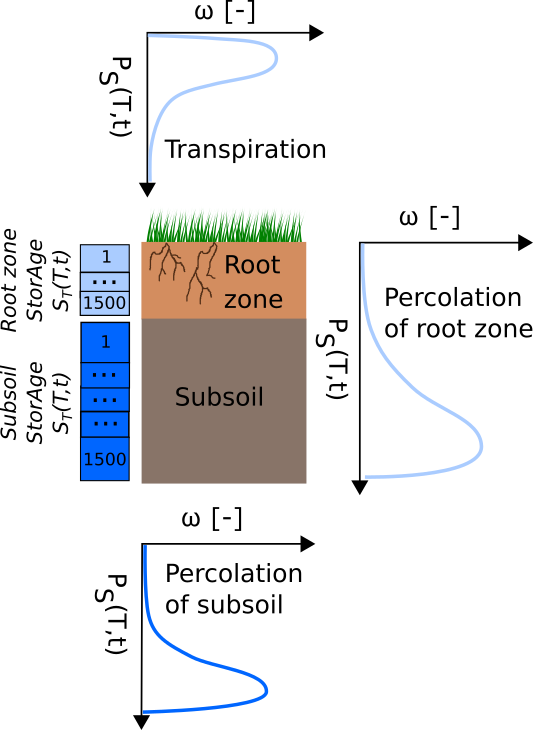 ω [-]
P_S(T,t)
Transpiration
Root zone
StorAge
S_T(T,t)
1
...
1500
Root
zone
ω [-]
P_S(T,t)
Percolation
of root zone
Subsoil
StorAge
S_T(T,t)
1
...
...
...
1500
Subsoil
ω [-]
P_S(T,t)
Percolation
of subsoil